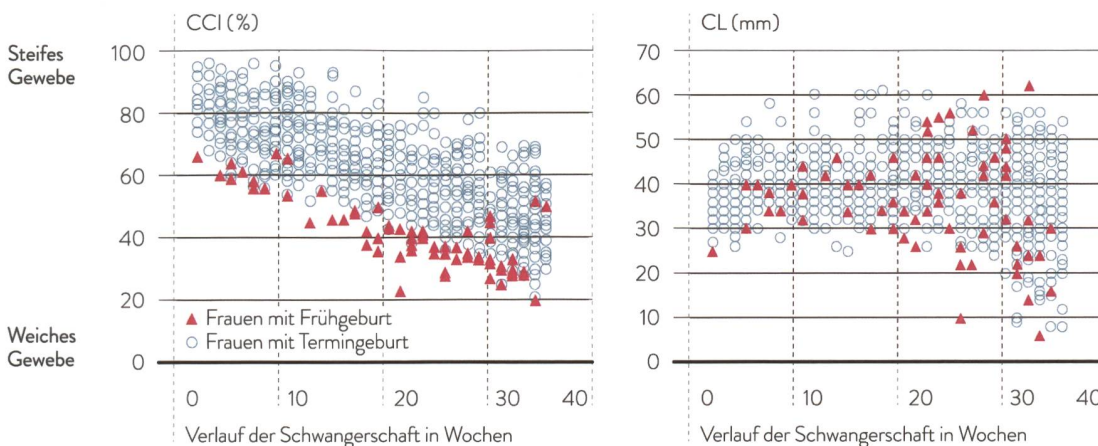 CCI (%)
Steifes
Gewebe
100
80
60
40
20
Frauen mit Frühgeburt
Frauen mit Termingeburt
Weiches
Gewebe
0
0 10 20 30 40
Verlauf der Schwangerschaft in Wochen
CL (mm)
70
60
50
40
30
20
10
0
0 10 20 30 40
Verlauf der Schwangerschaft in Wochen